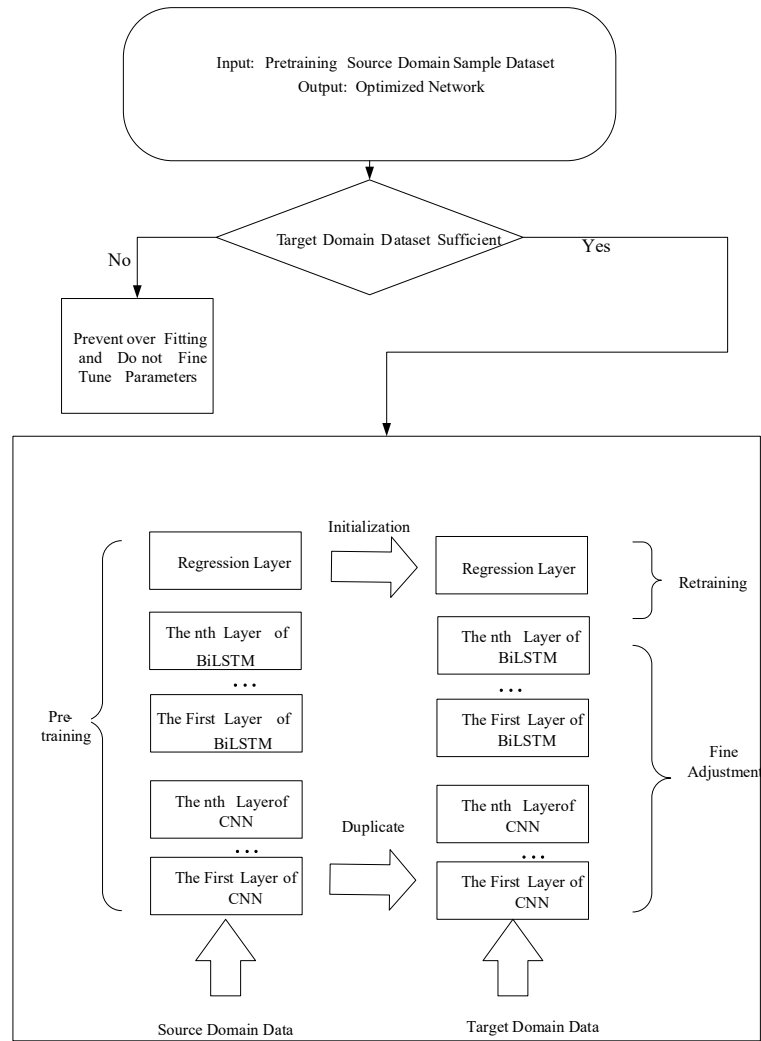 Input: Pretraining Source Domain Sample Dataset
Output: Optimized Network
Target Domain Dataset Sufficient
No
Yes
Prevent over Fitting
and Do not Fine
Tune Parameters
Initialization
Regression Layer
Regression Layer
Retraining
The nth Layer of
BiLSTM
The nth Layer of
BiLSTM
...
...
Pre-
training
The First Layer of
BiLSTM
The First Layer of
BiLSTM
Fine
Adjustment
The nth Layerof
CNN
The nth Layerof
CNN
Duplicate
...
...
The First Layer of
CNN
The First Layer of
CNN
Source Domain Data
Target Domain Data